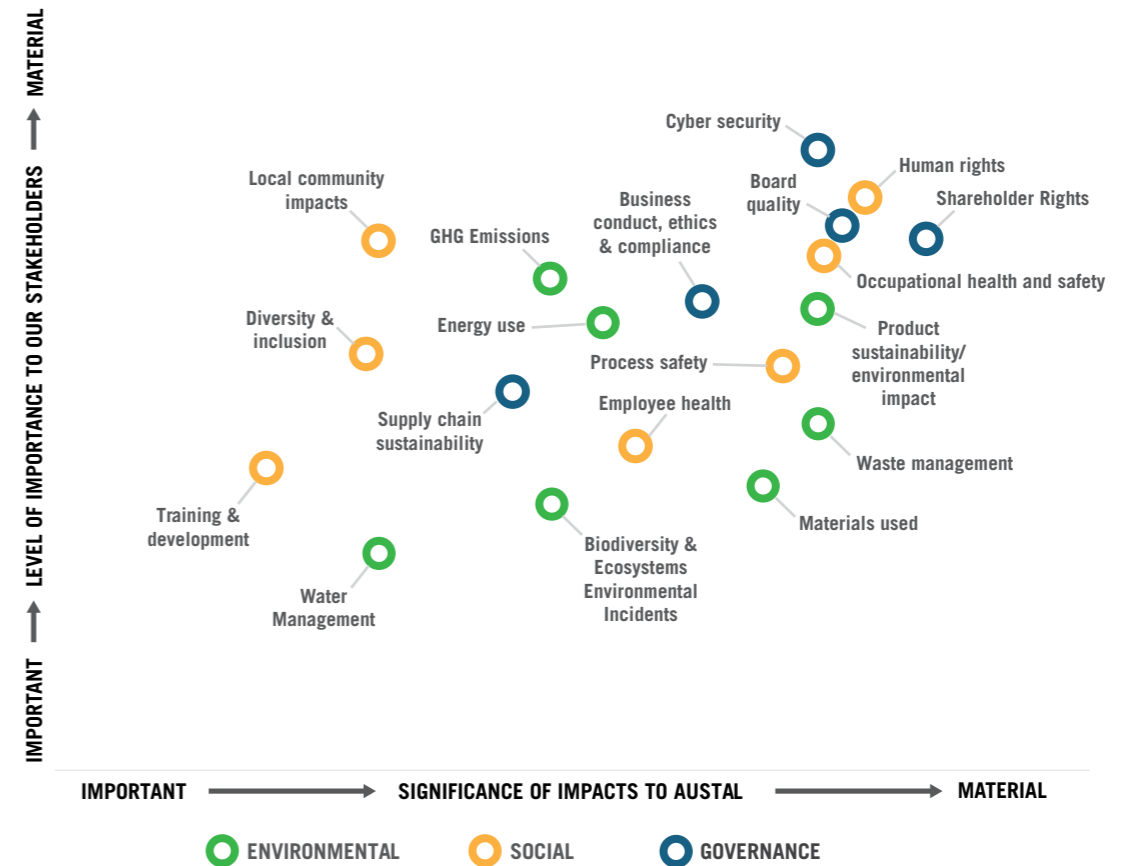 MATERIAL
LEVEL OF IMPORTANCE TO OUR STAKEHOLDERS
IMPORTANT
Cyber security
Human rights
Board
quality
Shareholder Rights
Local community
impacts
Business
conduct, ethics
& compliance
GHG Emissions
Occupational health and safety
Diversity &
inclusion
Energy use
Product
sustainability/
environmental
impact
Process safety
Employee health
Supply chain
sustainability
Waste management
Training &
development
Materials used
Biodiversity &
Ecosystems
Environmental
Incidents
Water
Management
IMPORTANT
SIGNIFICANCE OF IMPACTS TO AUSTAL
MATERIAL
ENVIRONMENTAL
SOCIAL
GOVERNANCE